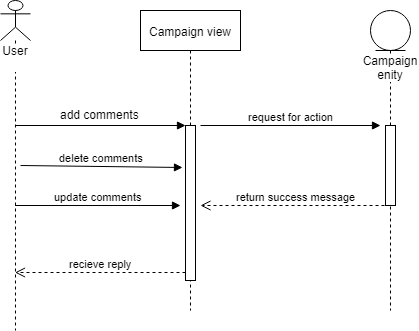 User
Campaign view
Campaign
enity
add comments
request for action
delete comments
update comments
return success message
recieve reply